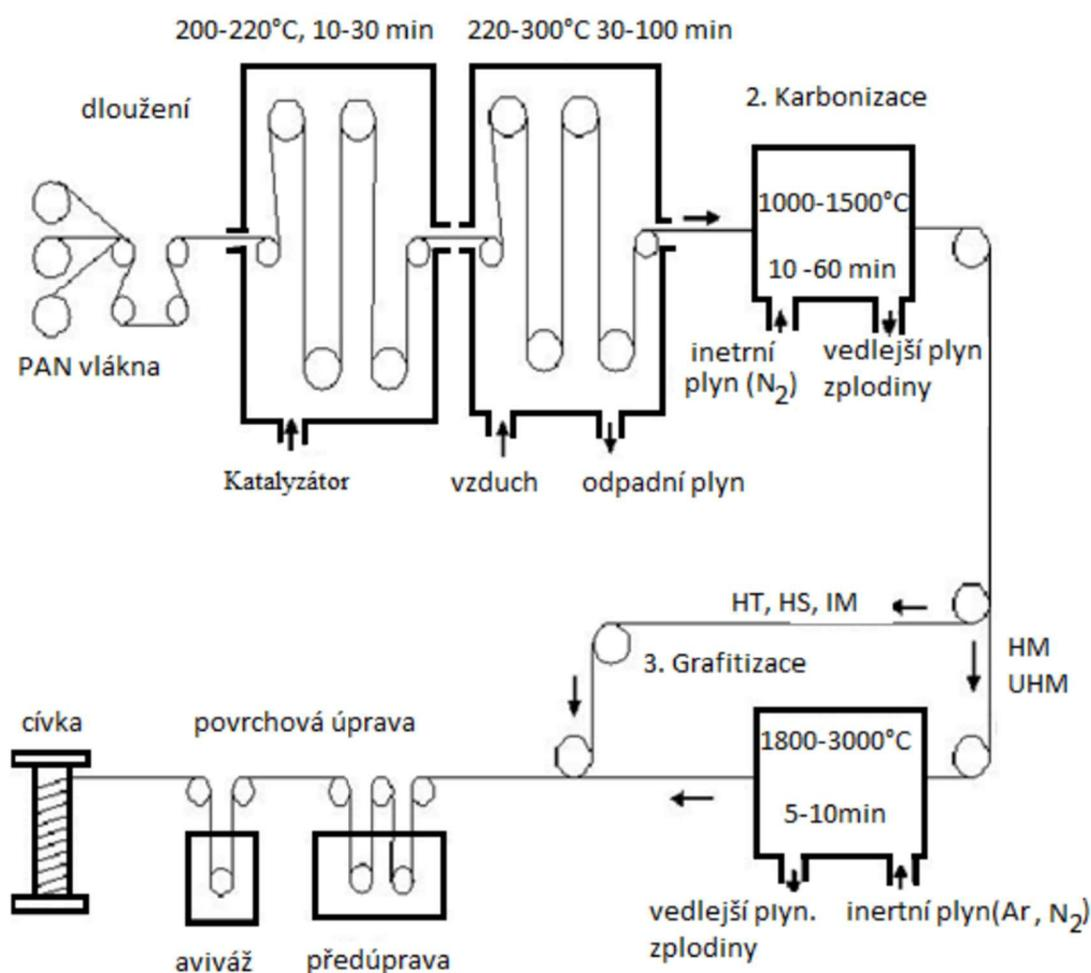 200-220°C, 10-30 min
220-300°C 30-100 min
dloužení
2. Karbonizace
1000-1500°C
10 -60 min
PAN vlákna
inetrní
plyn (N2)
vedlejší plyn
zplodiny
Katalyzátor
vzduch
odpadní plyn
HT, HS, IM
HM
UHM
3. Grafitizace
cívka
povrchová úprava
1800-3000°C
5-10min
aviváž
předúprava
vedlejší plyn.
zplodiny
inertní plyn(Ar , N2)